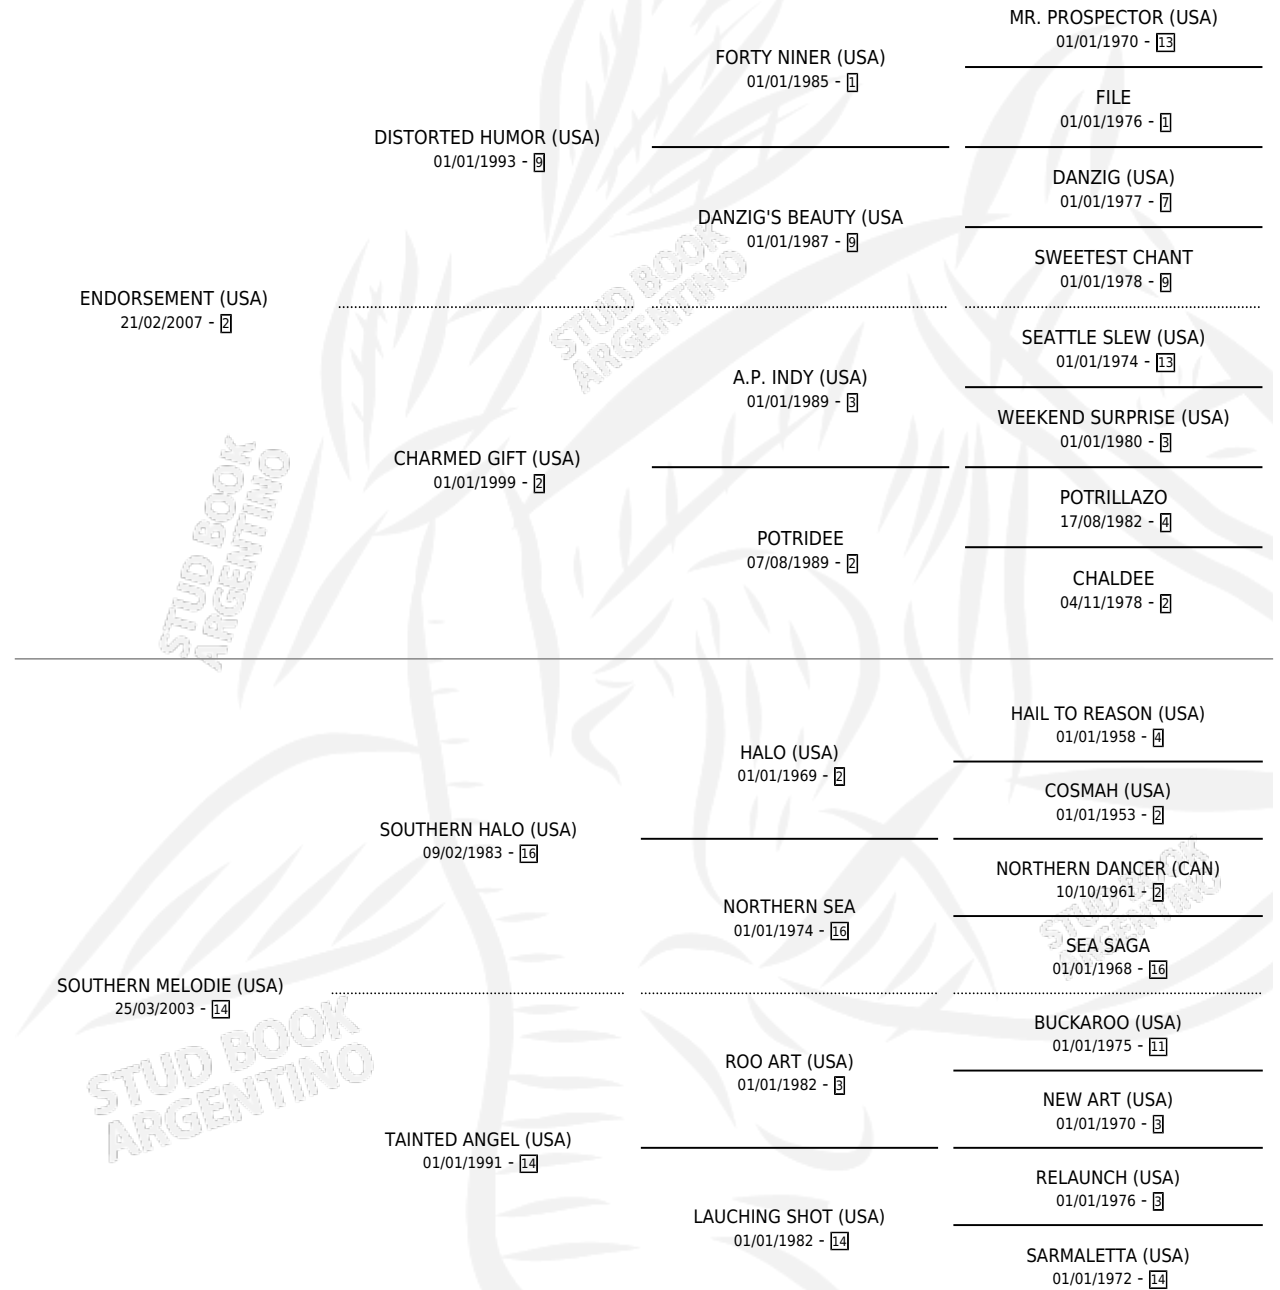 MR. PROSPECTOR (USA)
01/01/1970 - 13
FORTY NINER (USA)
01/01/1985 - 1
FILE
01/01/1976 - 1
DISTORTED HUMOR (USA)
01/01/1993 - 9
DANZIG (USA)
01/01/1977 - 7
DANZIG'S BEAUTY (USA
01/01/1987 - 9
SWEETEST CHANT
01/01/1978 - 9
ENDORSEMENT (USA)
21/02/2007 - 2
STUD BOOK
ARGENTINO
SEATTLE SLEW (USA)
01/01/1974 - 13
A.P. INDY (USA)
01/01/1989 - 3
WEEKEND SURPRISE (USA)
01/01/1980 - 3
CHARMED GIFT (USA)
01/01/1999 - 2
POTRILLAZO
17/08/1982 - 4
POTRIDEE
07/08/1989 - 2
CHALDEE
04/11/1978 - 2
STUD BOOK
ARGENTINO
HAIL TO REASON (USA)
01/01/1958 - 4
HALO (USA)
01/01/1969 - 2
COSMAH (USA)
01/01/1953 - 2
SOUTHERN HALO (USA)
09/02/1983 - 16
NORTHERN DANCER (CAN)
10/10/1961 - 2
NORTHERN SEA
01/01/1974 - 16
STUD BOOK
ARGENTINO
SEA SAGA
01/01/1968 - 16
SOUTHERN MELODIE (USA)
25/03/2003 - 14
STUD BOOK
ARGENTINO
BUCKAROO (USA)
01/01/1975 - 11
ROO ART (USA)
01/01/1982 - 3
NEW ART (USA)
01/01/1970 - 3
TAINTED ANGEL (USA)
01/01/1991 - 14
RELAUNCH (USA)
01/01/1976 - 3
LAUCHING SHOT (USA)
01/01/1982 - 14
SARMALETTA (USA)
01/01/1972 - 14